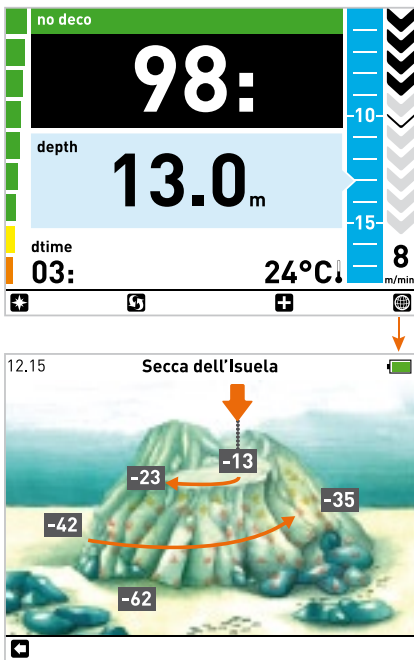 no deco
98:
-10-
depth
13.0m
-15-
dtime
8
03: 24°C
m/min
12.15 Secca dell'Isuela
-13
-23
-35
-42
-62